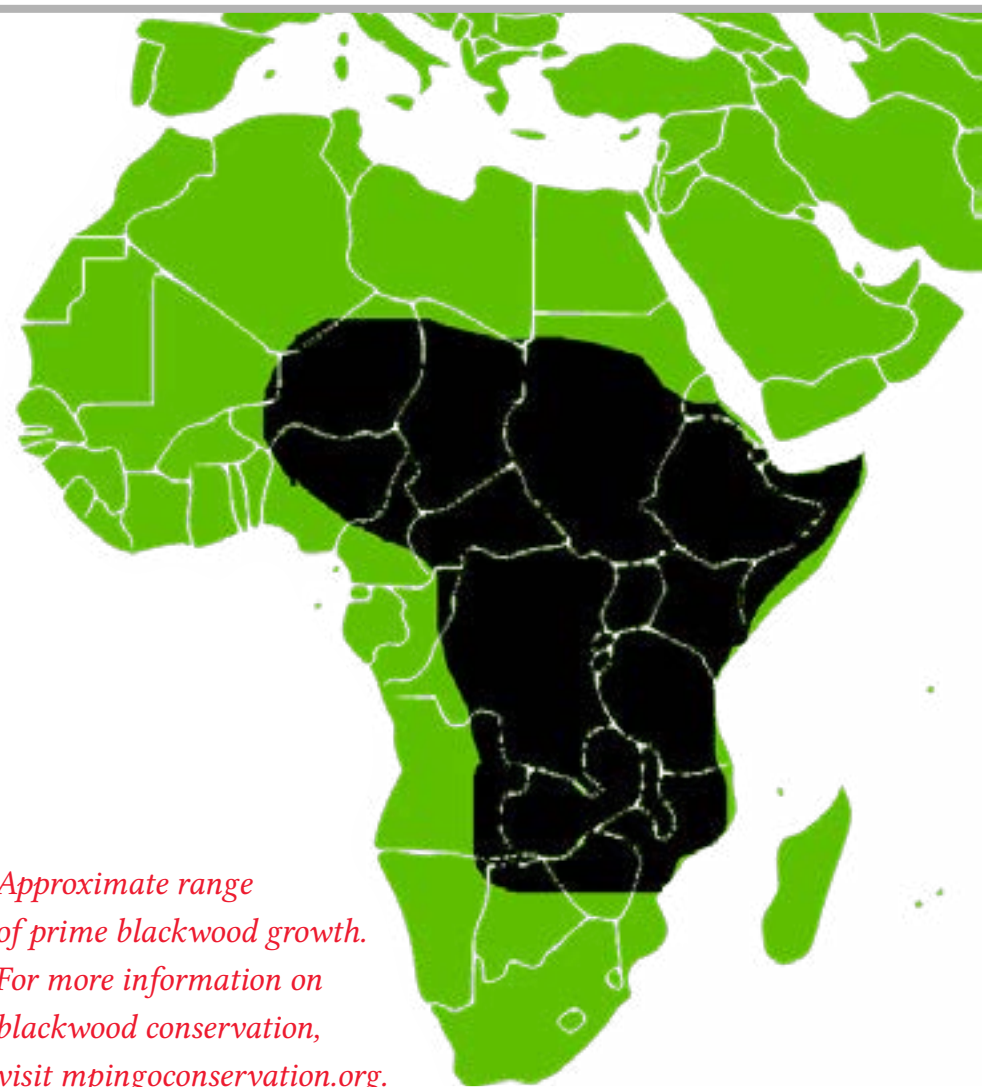 Approximate range
of prime blackwood growth.
For more information on
blackwood conservation,
visit mpingoconservation.org.